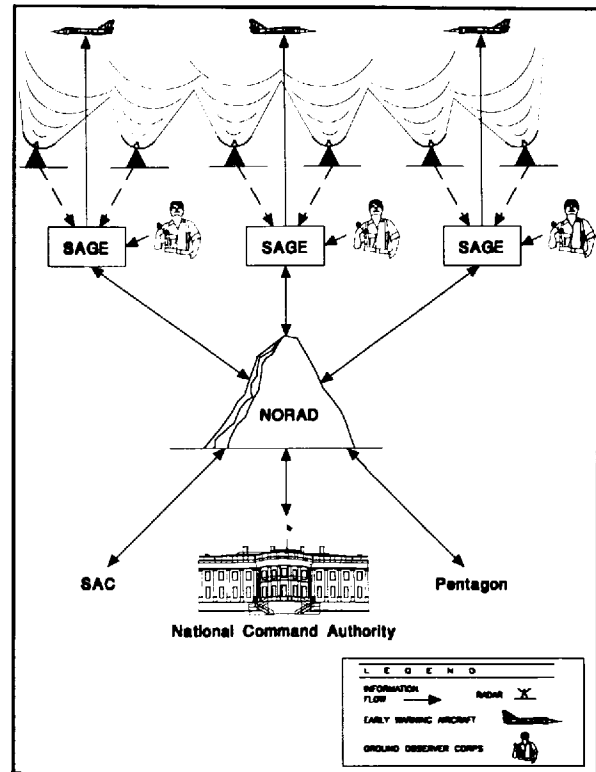 SAGE SAGE SAGE
NORAD
SAC
Pentagon
National Command Authority
LEGEND
INFORMATION
FLOW
RADAR
EARLY WARNING AIRCRAFT
GROUND OBSERVER CORPS